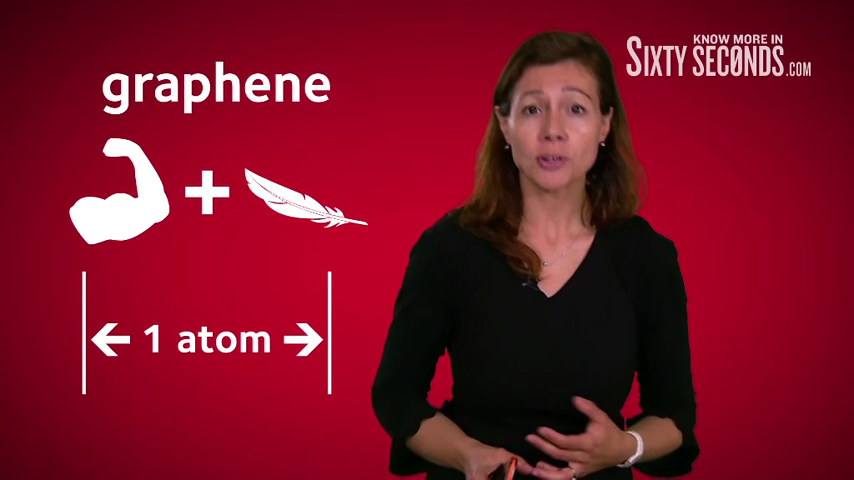 graphene
+
1 atom
KNOW MORE IN
SIXTY SECONDS.COM